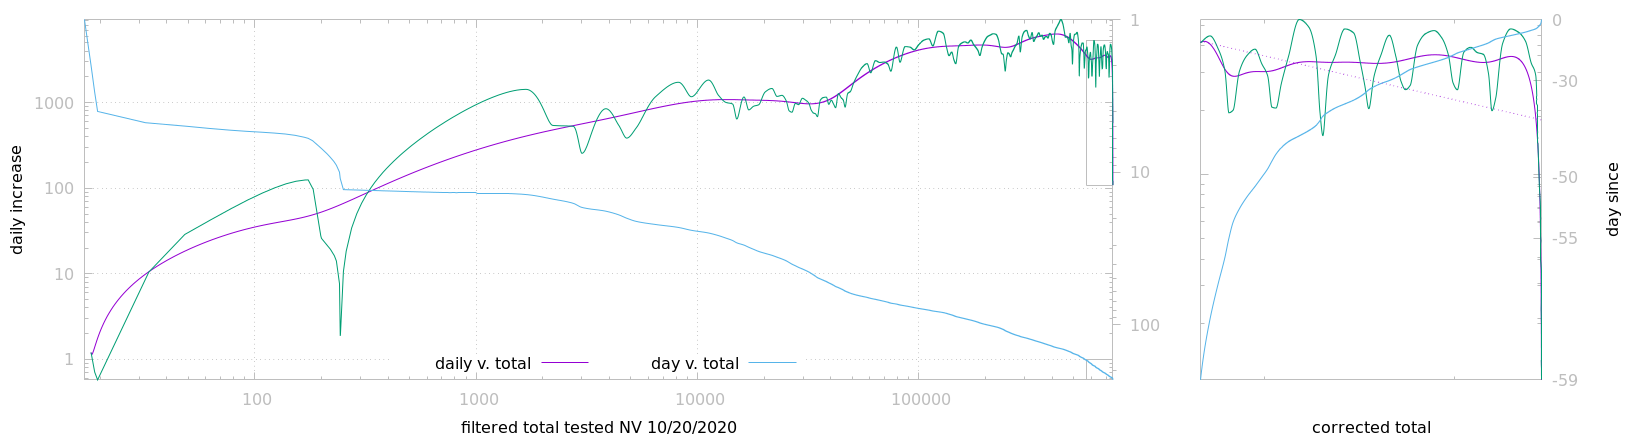 1000
100
10
1
daily increase
daily v. total
day v. total
100
1000
10000
100000
filtered total tested NV 10/20/2020
1
10
100
0
-30
-50
-55
-59
day since
corrected total